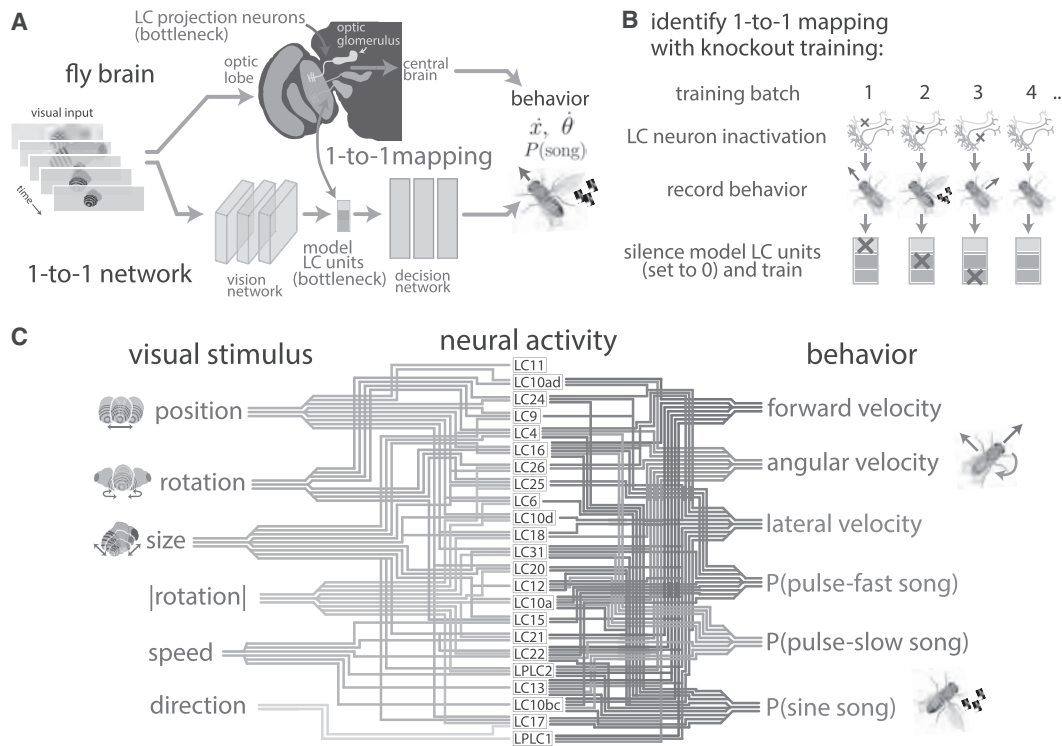 A
LC projection neurons
(bottleneck)
optic
glomerulus
fly brain
optic
lobe
central
brain
visual input
behavior
ẋ, θ̇
P(song)
1-to-1mapping
time
1-to-1 network
vision
network
model
LC units
(bottleneck)
decision
network
B
identify 1-to-1 mapping
with knockout training:
training batch 1 2 3 4 ..
LC neuron inactivation
record behavior
silence model LC units
(set to 0) and train
C
visual stimulus
neural activity
behavior
position
rotation
size
|rotation|
speed
direction
LC11
LC10ad
LC24
LC9
LC4
LC16
LC26
LC25
LC6
LC10d
LC18
LC31
LC20
LC12
LC10a
LC15
LC21
LC22
LPLC2
LC13
LC10bc
LC17
LPLC1
forward velocity
angular velocity
lateral velocity
P(pulse-fast song)
P(pulse-slow song)
P(sine song)